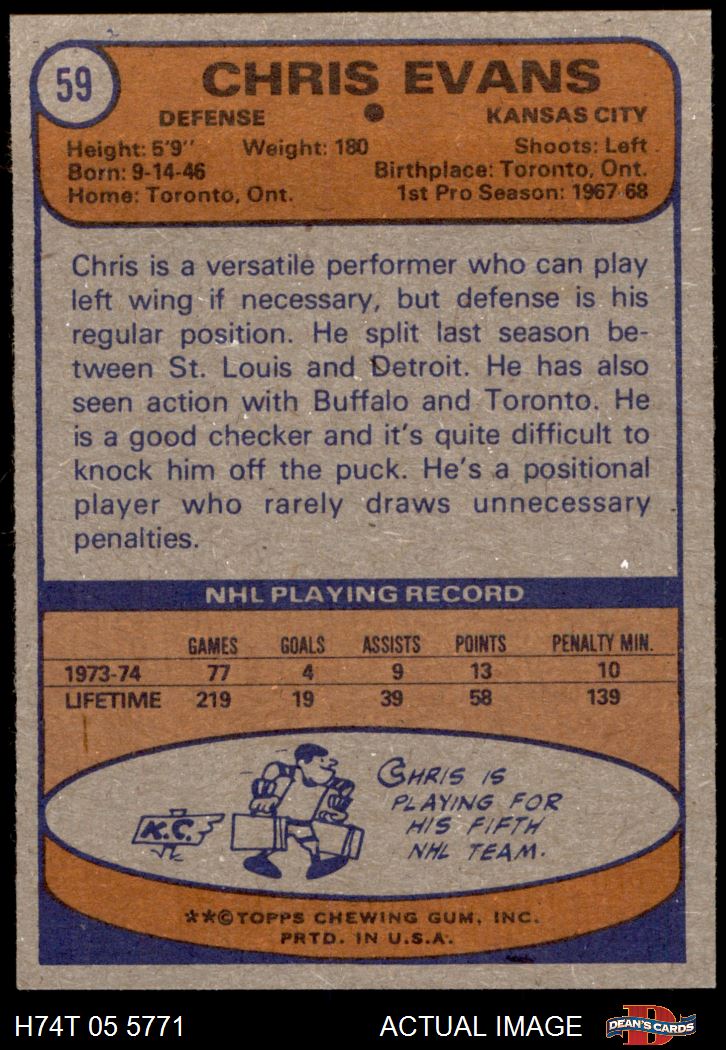 59
CHRIS EVANS
DEFENSE • KANSAS CITY
Height: 5'9'' Weight: 180 Shoots: Left
Born: 9-14-46 Birthplace: Toronto, Ont.
Home: Toronto, Ont. 1st Pro Season: 1967-68
Chris is a versatile performer who can play
left wing if necessary, but defense is his
regular position. He split last season be-
tween St. Louis and Detroit. He has also
seen action with Buffalo and Toronto. He
is a good checker and it's quite difficult to
knock him off the puck. He's a positional
player who rarely draws unnecessary
penalties.
NHL PLAYING RECORD
GAMES GOALS ASSISTS POINTS PENALTY MIN.
1973-74 77 4 9 13 10
LIFETIME 219 19 39 58 139
K.C.
CHRIS IS
PLAYING FOR
HIS FIFTH
NHL TEAM.
**©TOPPS CHEWING GUM, INC.
PRTD. IN U.S.A.
H74T 05 5771 ACTUAL IMAGE D DEAN'S CARDS